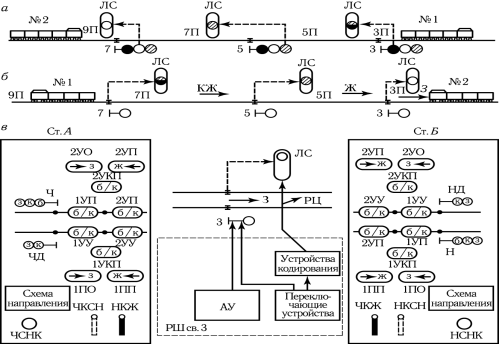 а
№2
ЛС
ЛС
ЛС
№1
9П
7П
5П
3П
7
5
3
б
ЛС
ЛС
№1
№2
9П
7П
КЖ
5П
Ж
3П
З
7
5
3
в
Ст. А
2УО
2УП
З
Ж
2УКП
б/к
Ч
З К Б
1УП
2УП
б/к
б/к
б/к
б/к
1УУ
2УУ
ЧД
З К Б
б/к
1УКП
З
Ж
1ПО
1ПП
Схема
направления
ЧКСН
НКЖ
ЧСНК
ЛС
З
РЦ
3
Устройства
кодирования
АУ
Переклю-
чающие
устройства
РШ св. 3
Ст. Б
2УП
2УО
Ж
З
2УКП
б/к
2УУ
1УУ
НД
К З
б/к
б/к
б/к
б/к
2УП
1УП
Н
Б К З
б/к
1УКП
Ж
З
1ПП
1ПО
ЧКЖ
НКСН
Схема
направления
НСНК